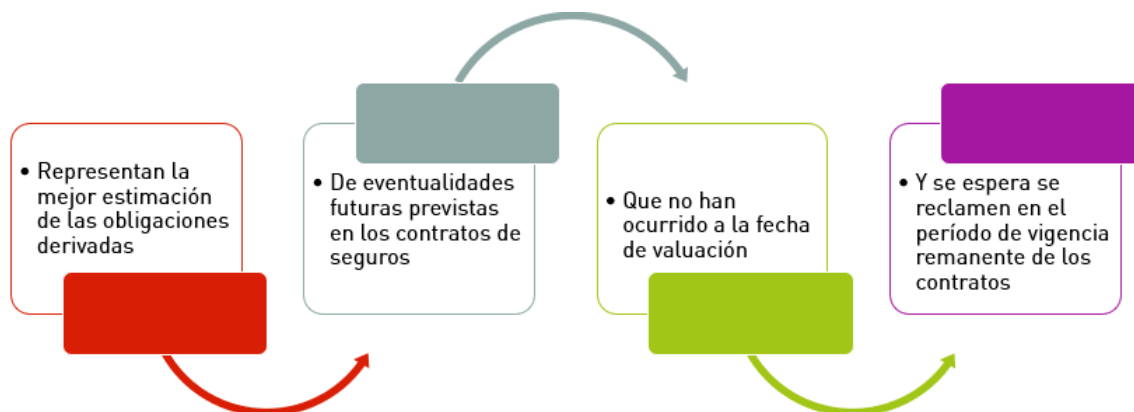 • Representan la
mejor estimación
de las obligaciones
derivadas
• De eventualidades
futuras previstas
en los contratos de
seguros
• Que no han
ocurrido a la fecha
de valuación
• Y se espera se
reclamen en el
período de vigencia
remanente de los
contratos